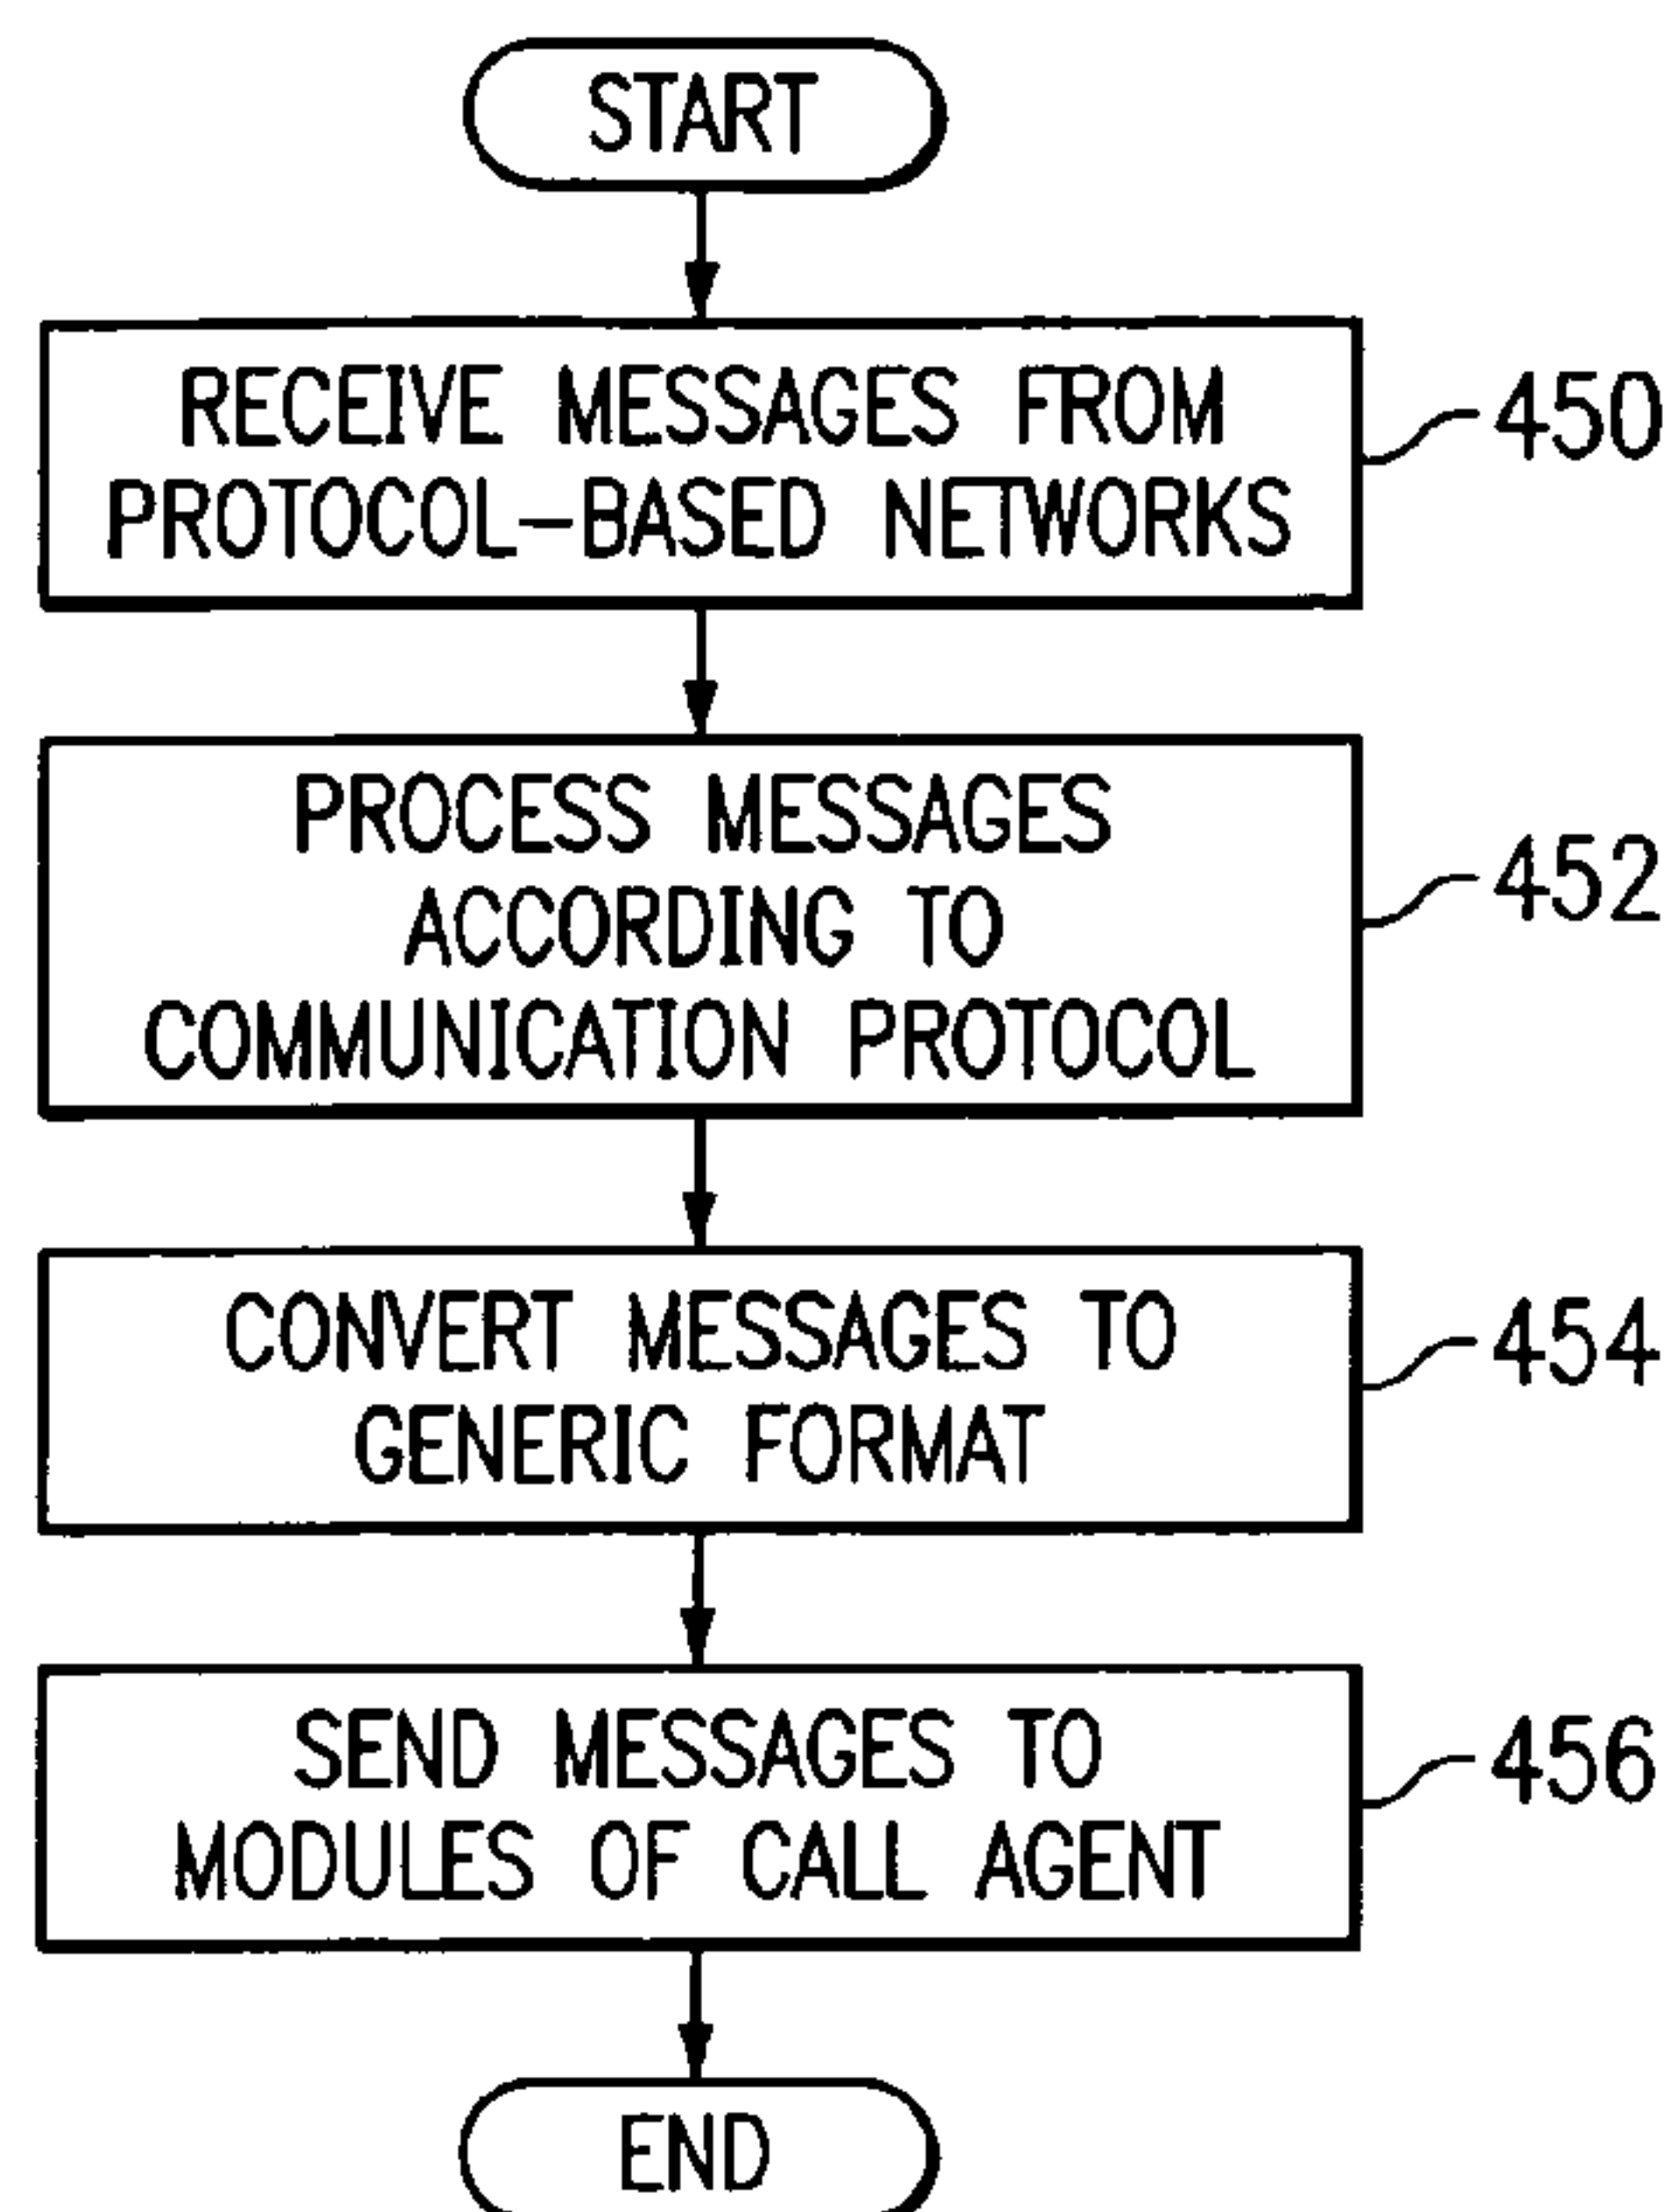 START
RECEIVE MESSAGES FROM
PROTOCOL-BASED NETWORKS
450
PROCESS MESSAGES
ACCORDING TO
COMMUNICATION PROTOCOL
452
CONVERT MESSAGES TO
GENERIC FORMAT
454
SEND MESSAGES TO
MODULES OF CALL AGENT
456
END